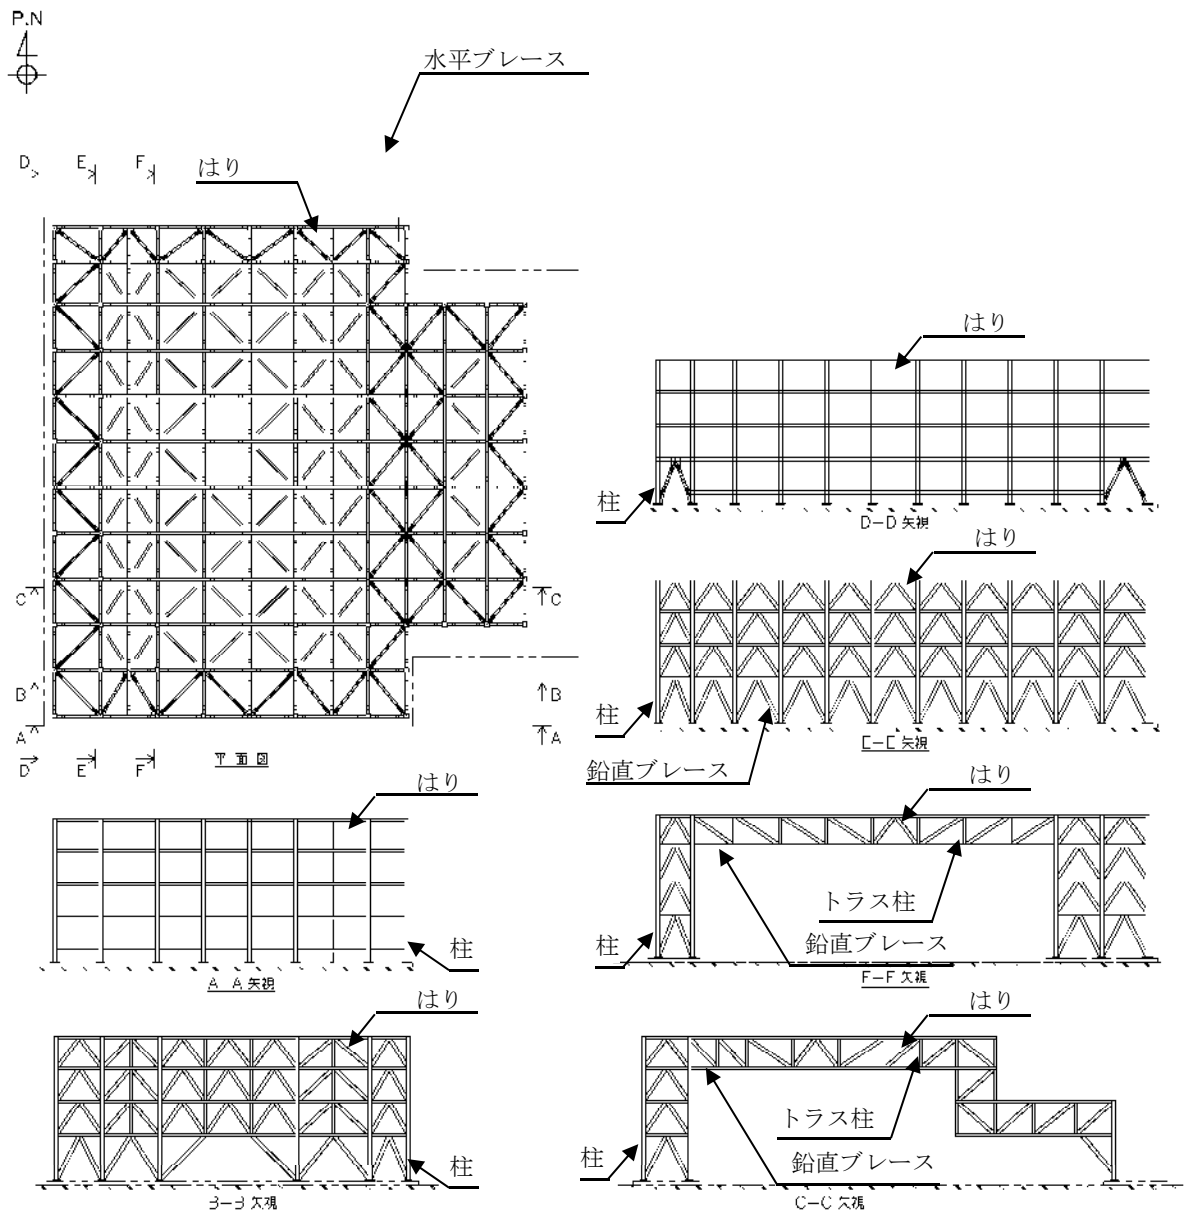 P.N
水平ブレース
D
E
F
はり
はり
柱
D-D 矢視
はり
C
C
B
B
A
A
柱
E-E 矢視
D
E
F
平面図
鉛直ブレース
はり
はり
トラス柱
柱
鉛直ブレース
柱
A-A 矢視
F-F 矢視
はり
はり
トラス柱
柱
柱
鉛直ブレース
B-B 矢視
C-C 矢視